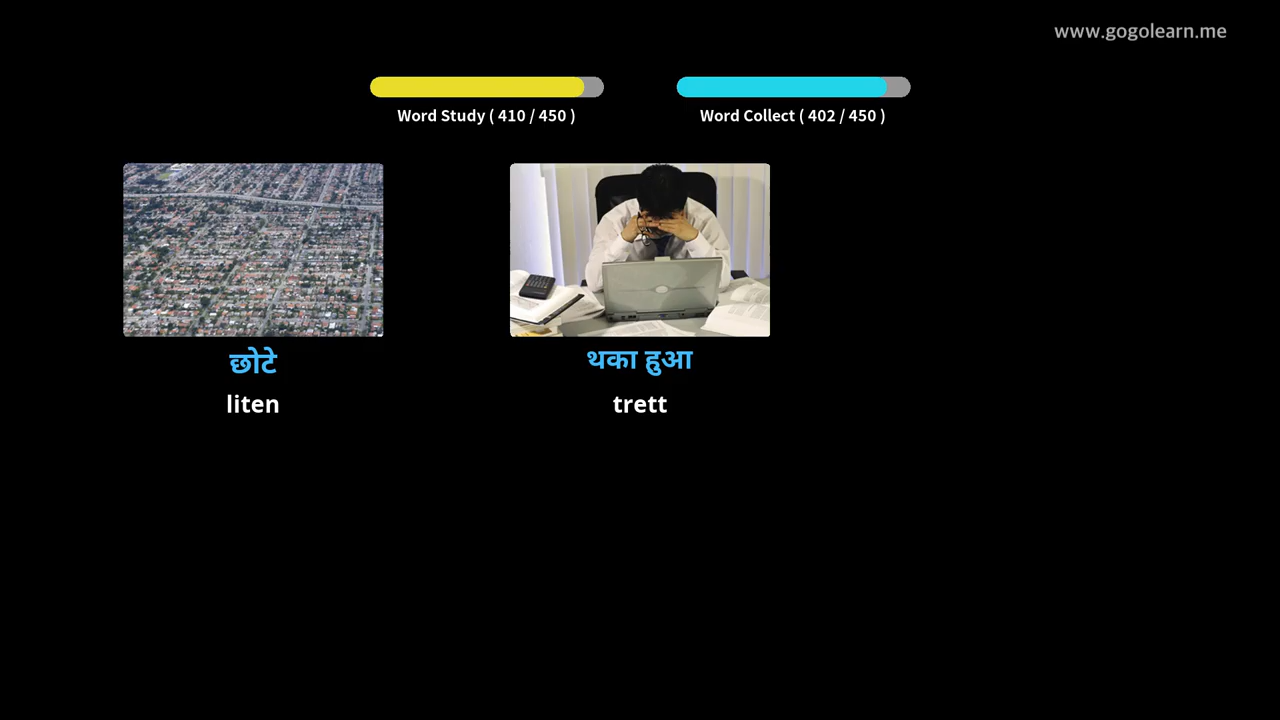 www.gogolearn.me
Word Study ( 410 / 450 )
Word Collect ( 402 / 450 )
छोटे
थका हुआ
liten
trett